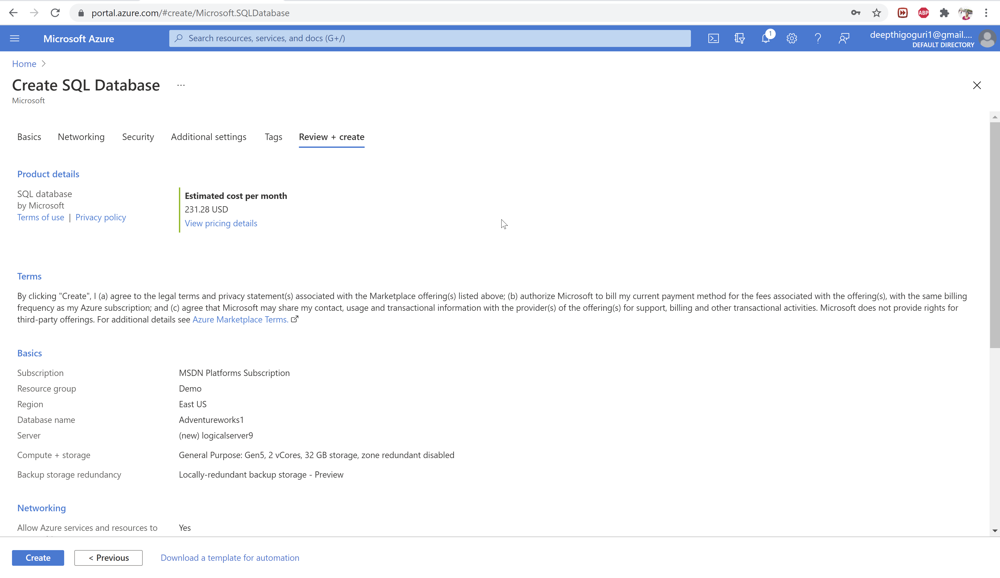 portal.azure.com/#create/Microsoft.SQLDatabase
ABP
Microsoft Azure
Search resources, services, and docs (G+/)
1
deepthigoguri1@gmail....
DEFAULT DIRECTORY
Home
Create SQL Database ...
Microsoft
Basics Networking Security Additional settings Tags Review + create
Product details
SQL database
by Microsoft
Terms of use | Privacy policy
Estimated cost per month
231.28 USD
View pricing details
Terms
By clicking "Create", I (a) agree to the legal terms and privacy statement(s) associated with the Marketplace offering(s) listed above; (b) authorize Microsoft to bill my current payment method for the fees associated with the offering(s), with the same billing
frequency as my Azure subscription; and (c) agree that Microsoft may share my contact, usage and transactional information with the provider(s) of the offering(s) for support, billing and other transactional activities. Microsoft does not provide rights for
third-party offerings. For additional details see Azure Marketplace Terms.
Basics
Subscription MSDN Platforms Subscription
Resource group Demo
Region East US
Database name Adventureworks1
Server (new) logicalserver9
Compute + storage General Purpose: Gen5, 2 vCores, 32 GB storage, zone redundant disabled
Backup storage redundancy Locally-redundant backup storage - Preview
Networking
Allow Azure services and resources to Yes
Create < Previous Download a template for automation